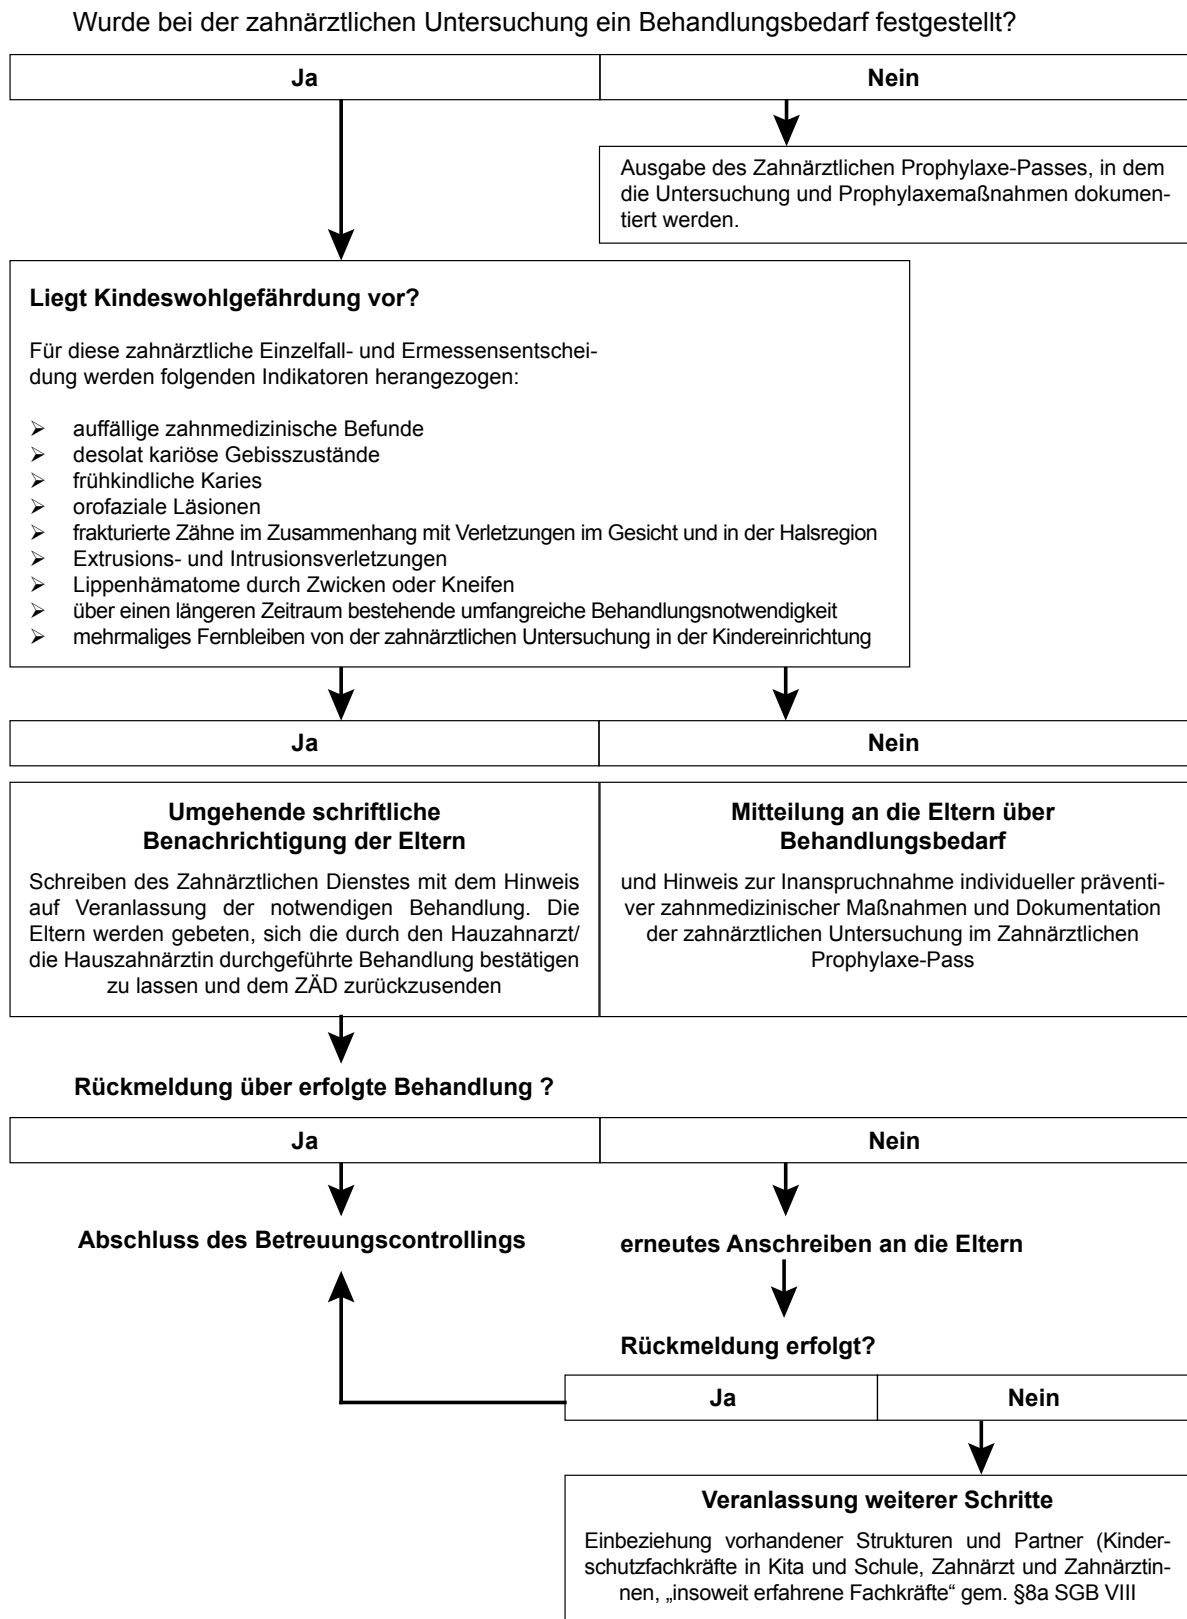 Wurde bei der zahnärztlichen Untersuchung ein Behandlungsbedarf festgestellt?
Ja
Nein
Ausgabe des Zahnärztlichen Prophylaxe-Passes, in dem
die Untersuchung und Prophylaxemaßnahmen dokumen-
tiert werden.
Liegt Kindeswohlgefährdung vor?
Für diese zahnärztliche Einzelfall- und Ermessensentschei-
dung werden folgenden Indikatoren herangezogen:
➢ auffällige zahnmedizinische Befunde
➢ desolat kariöse Gebisszustände
➢ frühkindliche Karies
➢ orofaziale Läsionen
➢ frakturierte Zähne im Zusammenhang mit Verletzungen im Gesicht und in der Halsregion
➢ Extrusions- und Intrusionsverletzungen
➢ Lippenhämatome durch Zwicken oder Kneifen
➢ über einen längeren Zeitraum bestehende umfangreiche Behandlungsnotwendigkeit
➢ mehrmaliges Fernbleiben von der zahnärztlichen Untersuchung in der Kindereinrichtung
Ja
Nein
Umgehende schriftliche
Benachrichtigung der Eltern
Schreiben des Zahnärztlichen Dienstes mit dem Hinweis
auf Veranlassung der notwendigen Behandlung. Die
Eltern werden gebeten, sich die durch den Hauzahnarzt/
die Hauszahnärztin durchgeführte Behandlung bestätigen
zu lassen und dem ZÄD zurückzusenden
Mitteilung an die Eltern über
Behandlungsbedarf
und Hinweis zur Inanspruchnahme individueller präventi-
ver zahnmedizinischer Maßnahmen und Dokumentation
der zahnärztlichen Untersuchung im Zahnärztlichen
Prophylaxe-Pass
Rückmeldung über erfolgte Behandlung ?
Ja
Nein
Abschluss des Betreuungscontrollings
erneutes Anschreiben an die Eltern
Rückmeldung erfolgt?
Ja
Nein
Veranlassung weiterer Schritte
Einbeziehung vorhandener Strukturen und Partner (Kinder-
schutzfachkräfte in Kita und Schule, Zahnärzt und Zahnärztin-
nen, „insoweit erfahrene Fachkräfte“ gem. §8a SGB VIII